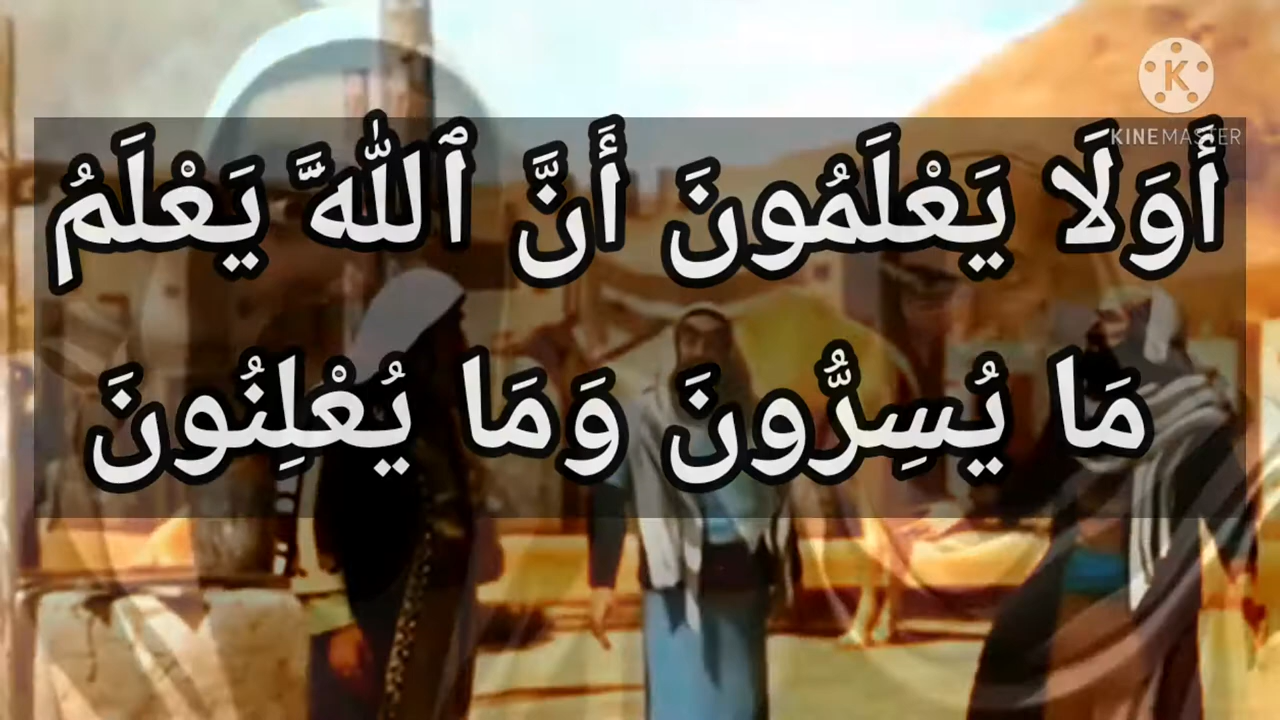 KINEMASTER
أَوَلَا يَعْلَمُونَ أَنَّ ٱللَّهَ يَعْلَمُ
مَا يُسِرُّونَ وَمَا يُعْلِنُونَ